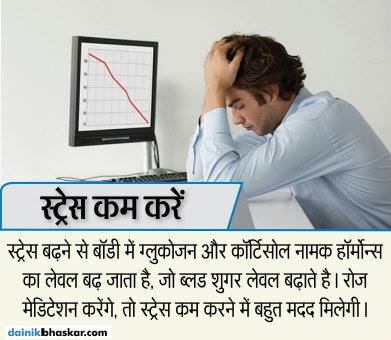 स्ट्रेस कम करें
स्ट्रेस बढ़ने से बॉडी में ग्लुकोजन और कॉर्टिसोल नामक हॉर्मोन्स
का लेवल बढ़ जाता है, जो ब्लड शुगर लेवल बढ़ाते है। रोज
मेडिटेशन करेंगे, तो स्ट्रेस कम करने में बहुत मदद मिलेगी।
dainikbhaskar.com